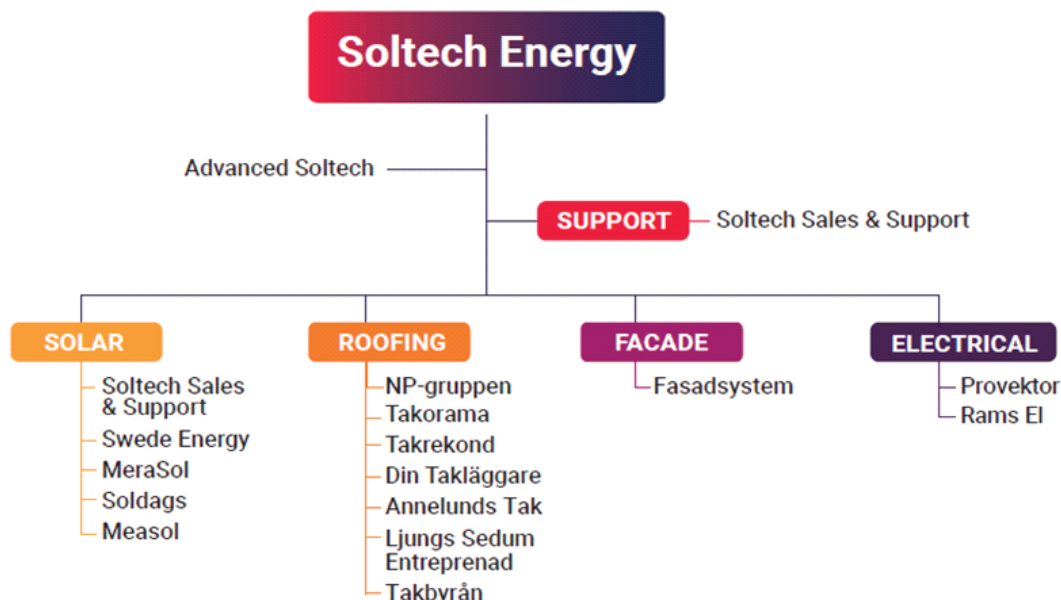 Soltech Energy
Advanced Soltech
SUPPORT
Soltech Sales & Support
SOLAR
Soltech Sales
& Support
Swede Energy
MeraSol
Soldags
Measol
ROOFING
NP-gruppen
Takorama
Takrekond
Din Takläggare
Annelunds Tak
Ljungs Sedum
Entreprenad
Takbyrån
FACADE
Fasadsystem
ELECTRICAL
Provektor
Rams El